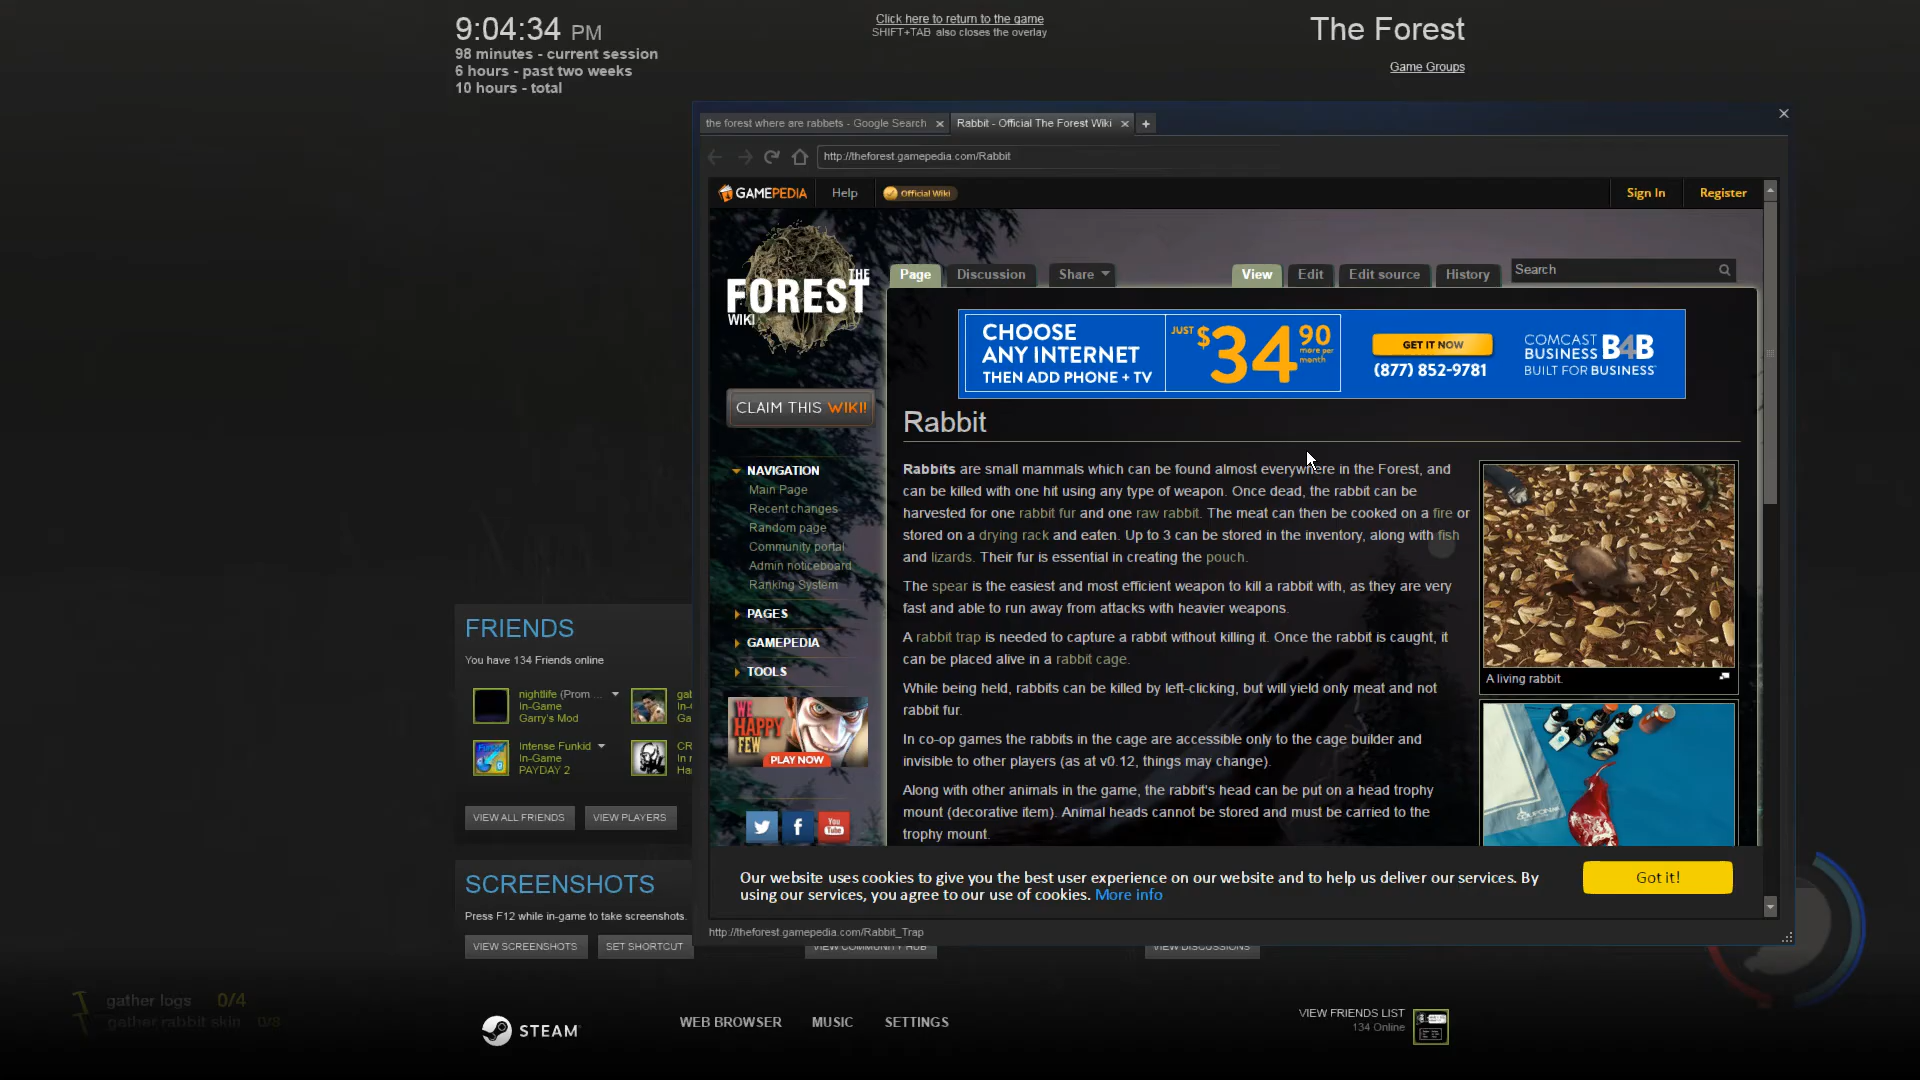 9:04:34 PM
98 minutes - current session
6 hours - past two weeks
10 hours - total
Click here to return to the game
SHIFT+TAB also closes the overlay
The Forest
Game Groups
the forest where are rabbets - Google Search
Rabbit - Official The Forest Wiki
http://theforest.gamepedia.com/Rabbit
GAMEPEDIA
Help
Official Wiki
Sign In
Register
THE
FOREST
WIKI
Page
Discussion
Share
View
Edit
Edit source
History
Search
CHOOSE
ANY INTERNET
THEN ADD PHONE + TV
JUST $34 90
more per
month
GET IT NOW
(877) 852-9781
COMCAST
BUSINESS B4B
BUILT FOR BUSINESS
CLAIM THIS WIKI!
NAVIGATION
Main Page
Recent changes
Random page
Community portal
Admin noticeboard
Ranking System
PAGES
GAMEPEDIA
TOOLS
WE
HAPPY
FEW
PLAY NOW
You
Tube
Rabbit
Rabbits are small mammals which can be found almost everywhere in the Forest, and
can be killed with one hit using any type of weapon. Once dead, the rabbit can be
harvested for one rabbit fur and one raw rabbit. The meat can then be cooked on a fire or
stored on a drying rack and eaten. Up to 3 can be stored in the inventory, along with fish
and lizards. Their fur is essential in creating the pouch.
The spear is the easiest and most efficient weapon to kill a rabbit with, as they are very
fast and able to run away from attacks with heavier weapons.
A rabbit trap is needed to capture a rabbit without killing it. Once the rabbit is caught, it
can be placed alive in a rabbit cage.
While being held, rabbits can be killed by left-clicking, but will yield only meat and not
rabbit fur.
In co-op games the rabbits in the cage are accessible only to the cage builder and
invisible to other players (as at v0.12, things may change).
Along with other animals in the game, the rabbit's head can be put on a head trophy
mount (decorative item). Animal heads cannot be stored and must be carried to the
trophy mount.
A living rabbit.
Our website uses cookies to give you the best user experience on our website and to help us deliver our services. By
using our services, you agree to our use of cookies. More info
Got it!
http://theforest.gamepedia.com/Rabbit_Trap
FRIENDS
You have 134 Friends online
nightlife (Prom ...
In-Game
Garry's Mod
gab
In-G
Ga
Intense Funkid
In-Game
PAYDAY 2
CR
In r
Ha
VIEW ALL FRIENDS
VIEW PLAYERS
SCREENSHOTS
Press F12 while in-game to take screenshots.
VIEW SCREENSHOTS
SET SHORTCUT
VIEW COMMUNITY HUB
VIEW DISCUSSIONS
gather logs 0/4
gather rabbit skin 0/3
STEAM
WEB BROWSER
MUSIC
SETTINGS
VIEW FRIENDS LIST
134 Online